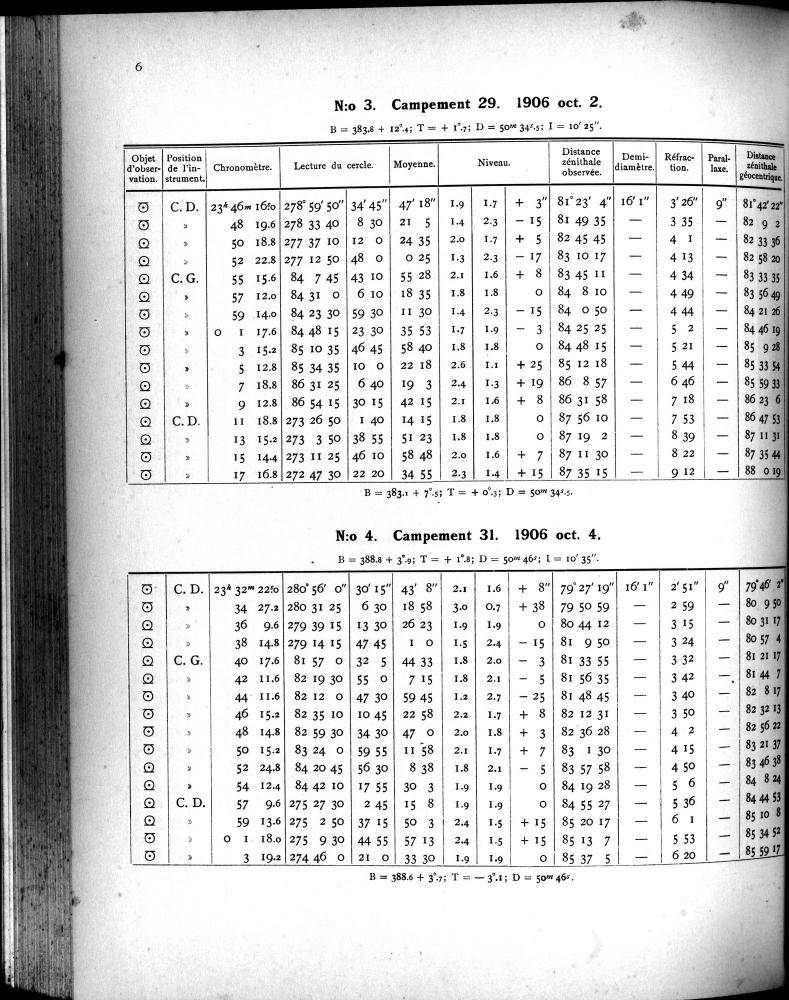 6
N:o 3. Campement 29. 1906 oct. 2.
B = 383.8 + 12°.4; T = + 1°.7; D = 50m 34s.5; I = 10′ 25″.
Objet d'observation. Position de l'instrument. Chronomètre. Lecture du cercle. Moyenne. Niveau. Distance zénithale observée. Demi-diamètre. Réfraction. Parallaxe. Distance zénithale géocentrique.
C. D. 23h 46m 16s.0 278° 59′ 50″ 34′ 45″ 47′ 18″ 1.9 1.7 + 3″ 81° 23′ 4″ 16′ 1″ 3′ 26″ 9″ 81° 42′ 22″
» 48 19.6 278 33 40 8 30 21 5 1.4 2.3 − 15 81 49 35 — 3 35 — 82 9 2
» 50 18.8 277 37 10 12 0 24 35 2.0 1.7 + 5 82 45 45 — 4 1 — 82 33 36
» 52 22.8 277 12 50 48 0 0 25 1.3 2.3 − 17 83 10 17 — 4 13 — 82 58 20
C. G. 55 15.6 84 7 45 43 10 55 28 2.1 1.6 + 8 83 45 11 — 4 34 — 83 33 35
» 57 12.0 84 31 0 6 10 18 35 1.8 1.8 0 84 8 10 — 4 49 — 83 56 49
» 59 14.0 84 23 30 59 30 11 30 1.4 2.3 − 15 84 0 50 — 4 44 — 84 21 26
» 0 1 17.6 84 48 15 23 30 35 53 1.7 1.9 − 3 84 25 25 — 5 2 — 84 46 19
» 3 15.2 85 10 35 46 45 58 40 1.8 1.8 0 84 48 15 — 5 21 — 85 9 28
» 5 12.8 85 34 35 10 0 22 18 2.6 1.1 + 25 85 12 18 — 5 44 — 85 33 54
» 7 18.8 86 31 25 6 40 19 3 2.4 1.3 + 19 86 8 57 — 6 46 — 85 59 33
» 9 12.8 86 54 15 30 15 42 15 2.1 1.6 + 8 86 31 58 — 7 18 — 86 23 6
C. D. 11 18.8 273 26 50 1 40 14 15 1.8 1.8 0 87 56 10 — 7 53 — 86 47 53
» 13 15.2 273 3 50 38 55 51 23 1.8 1.8 0 87 19 2 — 8 39 — 87 11 31
» 15 14.4 273 11 25 46 10 58 48 2.0 1.6 + 7 87 11 30 — 8 22 — 87 35 44
» 17 16.8 272 47 30 22 20 34 55 2.3 1.4 + 15 87 35 15 — 9 12 — 88 0 19
B = 383.1 + 7°.5; T = + 0°.3; D = 50m 34s.5.
N:o 4. Campement 31. 1906 oct. 4.
B = 388.8 + 3°.9; T = + 1°.8; D = 50m 46s; I = 10′ 35″.
C. D. 23h 32m 22s.0 280° 56′ 0″ 30′ 15″ 43′ 8″ 2.1 1.6 + 8″ 79° 27′ 19″ 16′ 1″ 2′ 51″ 9″ 79° 46′ 2″
» 34 27.2 280 31 25 6 30 18 58 3.0 0.7 + 38 79 50 59 — 2 59 — 80 9 50
» 36 9.6 279 39 15 13 30 26 23 1.9 1.9 0 80 44 12 — 3 15 — 80 31 17
» 38 14.8 279 14 15 47 45 1 0 1.5 2.4 − 15 81 9 50 — 3 24 — 80 57 4
C. G. 40 17.6 81 57 0 32 5 44 33 1.8 2.0 − 3 81 33 55 — 3 32 — 81 21 17
» 42 11.6 82 19 30 55 0 7 15 1.8 2.1 − 5 81 56 35 — 3 42 — 81 44 7
» 44 11.6 82 12 0 47 30 59 45 1.2 2.7 − 25 81 48 45 — 3 40 — 82 8 17
» 46 15.2 82 35 10 10 45 22 58 2.2 1.7 + 8 82 12 31 — 3 50 — 82 32 13
» 48 14.8 82 59 30 34 30 47 0 2.0 1.8 + 3 82 36 28 — 4 2 — 82 56 22
» 50 15.2 83 24 0 59 55 11 58 2.1 1.7 + 7 83 1 30 — 4 15 — 83 21 37
» 52 24.8 84 20 45 56 30 8 38 1.8 2.1 − 5 83 57 58 — 4 50 — 83 46 38
» 54 12.4 84 42 10 17 55 30 3 1.9 1.9 0 84 19 28 — 5 6 — 84 8 24
C. D. 57 9.6 275 27 30 2 45 15 8 1.9 1.9 0 84 55 27 — 5 36 — 84 44 53
» 59 13.6 275 2 50 37 15 50 3 2.4 1.5 + 15 85 20 17 — 6 1 — 85 10 8
» 0 1 18.0 275 9 30 44 55 57 13 2.4 1.5 + 15 85 13 7 — 5 53 — 85 34 52
» 3 19.2 274 46 0 21 0 33 30 1.9 1.9 0 85 37 5 — 6 20 — 85 59 17
B = 388.6 + 3°.7; T = − 3°.1; D = 50m 46s.